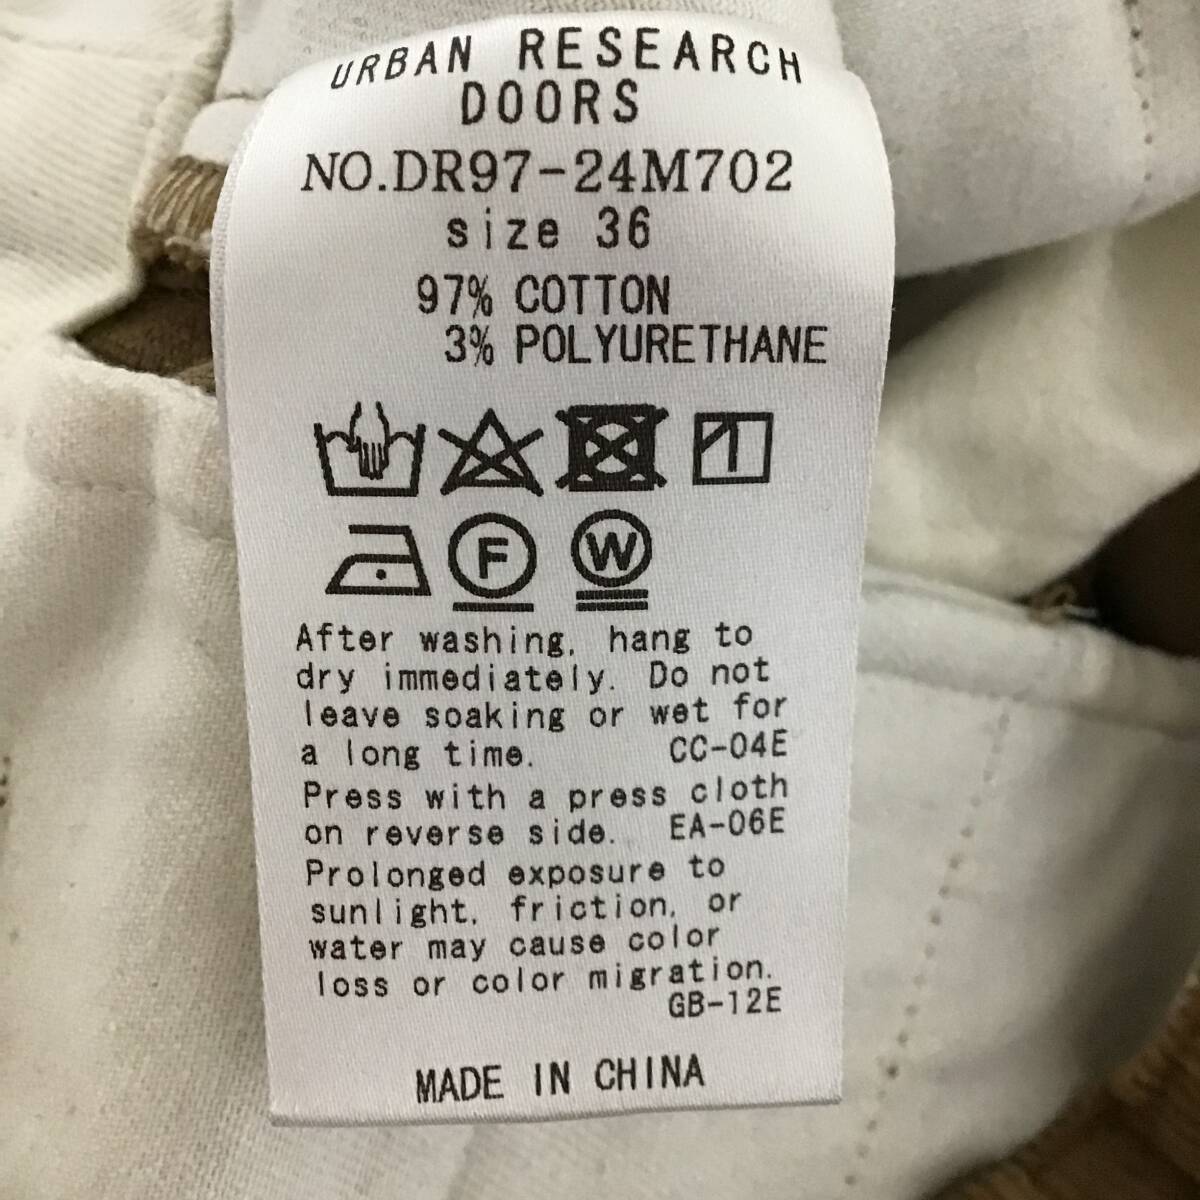 URBAN RESEARCH
DOORS
NO.DR97-24M702
size 36
97% COTTON
3% POLYURETHANE
F W
After washing, hang to
dry immediately. Do not
leave soaking or wet for
a long time. CC-04E
Press with a press cloth
on reverse side. EA-06E
Prolonged exposure to
sunlight, friction, or
water may cause color
loss or color migration.
GB-12E
MADE IN CHINA